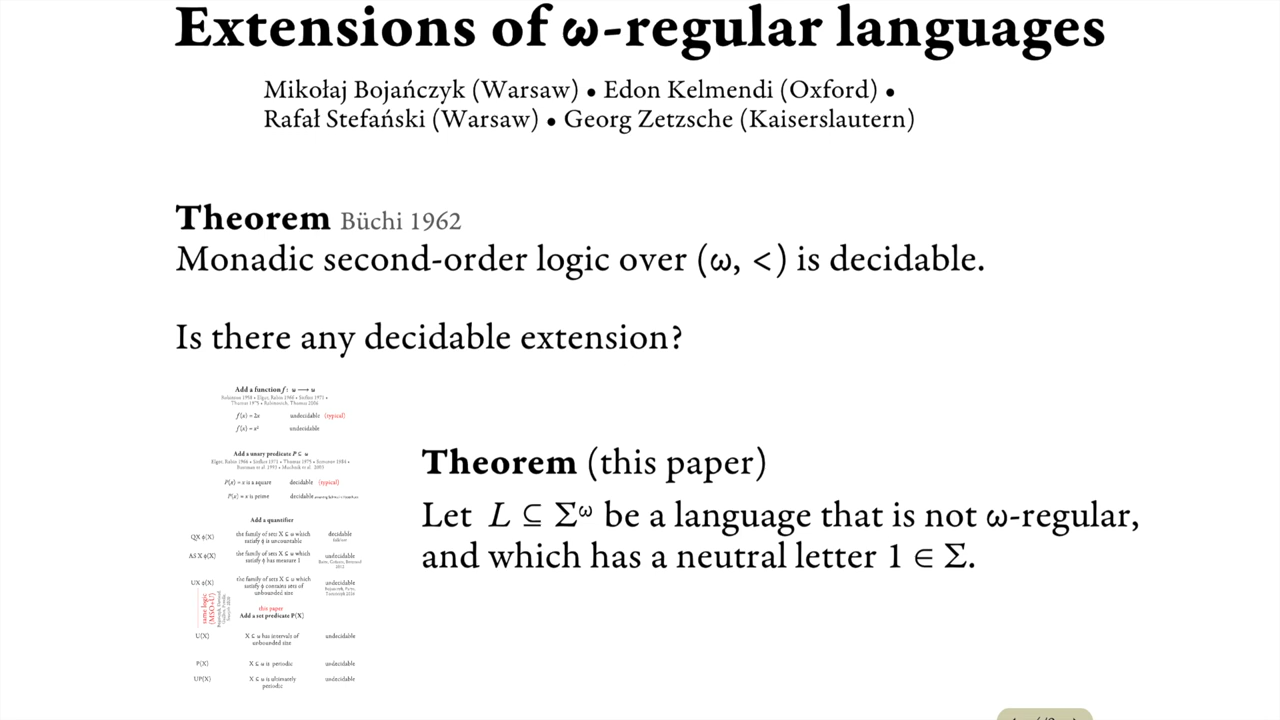 Extensions of ω-regular languages
Mikołaj Bojańczyk (Warsaw) • Edon Kelmendi (Oxford) •
Rafał Stefański (Warsaw) • Georg Zetzsche (Kaiserslautern)
Theorem Büchi 1962
Monadic second-order logic over (ω, <) is decidable.
Is there any decidable extension?
Add a function f: ω ⟶ ω
f(x) = 2x undecidable (typical)
f(x) = x² undecidable
Add a unary predicate P ⊆ ω
P(x) = x is a square decidable (typical)
P(x) = x is prime decidable
Add a quantifier
QX ϕ(X) the family of sets X ⊆ ω which satisfy ϕ is uncountable decidable
AS X ϕ(X) the family of sets X ⊆ ω which satisfy ϕ has measure 1 undecidable
UX ϕ(X) the family of sets X ⊆ ω which satisfy ϕ contains sets of unbounded size undecidable
same logic (MSO+U)
this paper
Add a set predicate P(X)
U(X) X ⊆ ω has intervals of unbounded size undecidable
P(X) X ⊆ ω is periodic undecidable
UP(X) X ⊆ ω is ultimately periodic undecidable
Theorem (this paper)
Let L ⊆ Σ^ω be a language that is not ω-regular,
and which has a neutral letter 1 ∈ Σ.